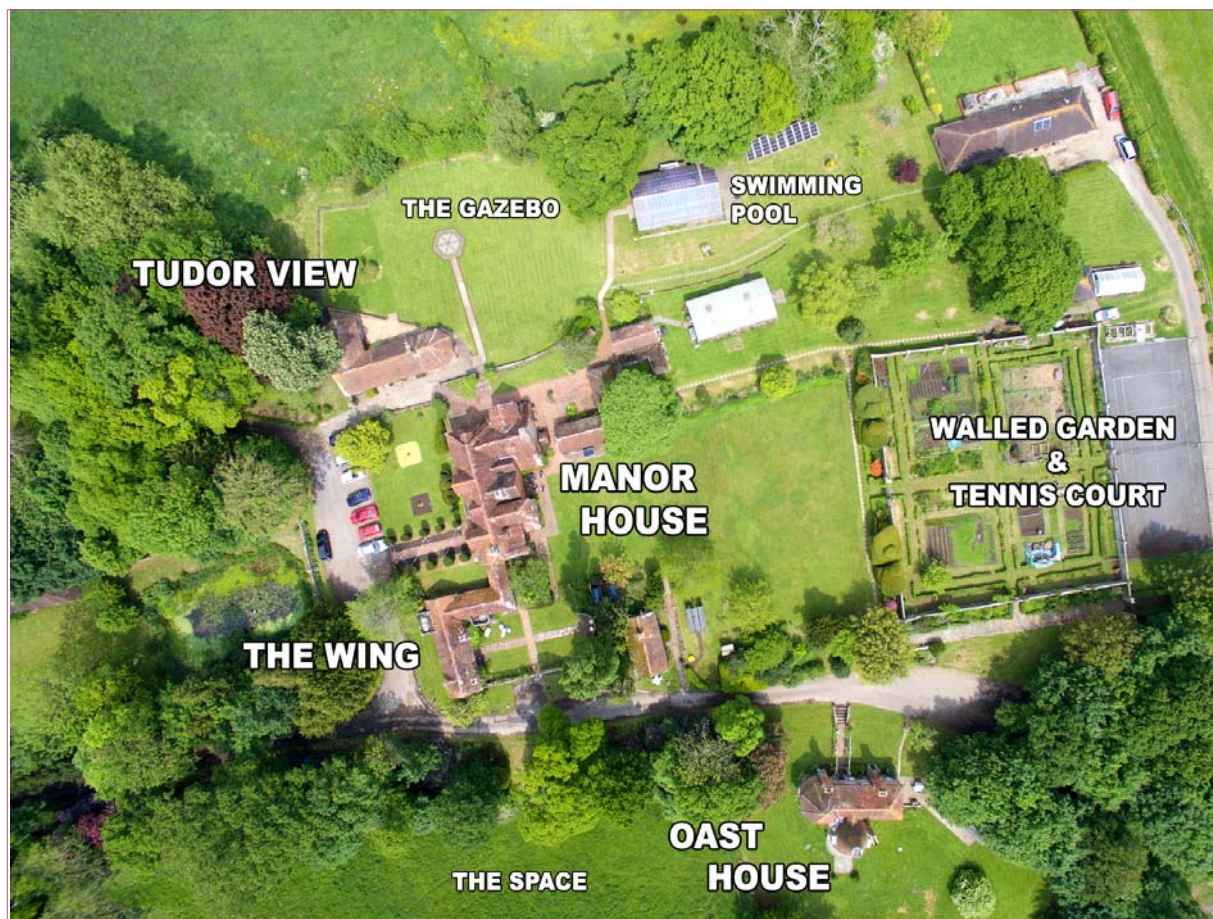 SWIMMING
POOL
THE GAZEBO
TUDOR VIEW
WALLED GARDEN
&
TENNIS COURT
MANOR
HOUSE
THE WING
OAST
HOUSE
THE SPACE